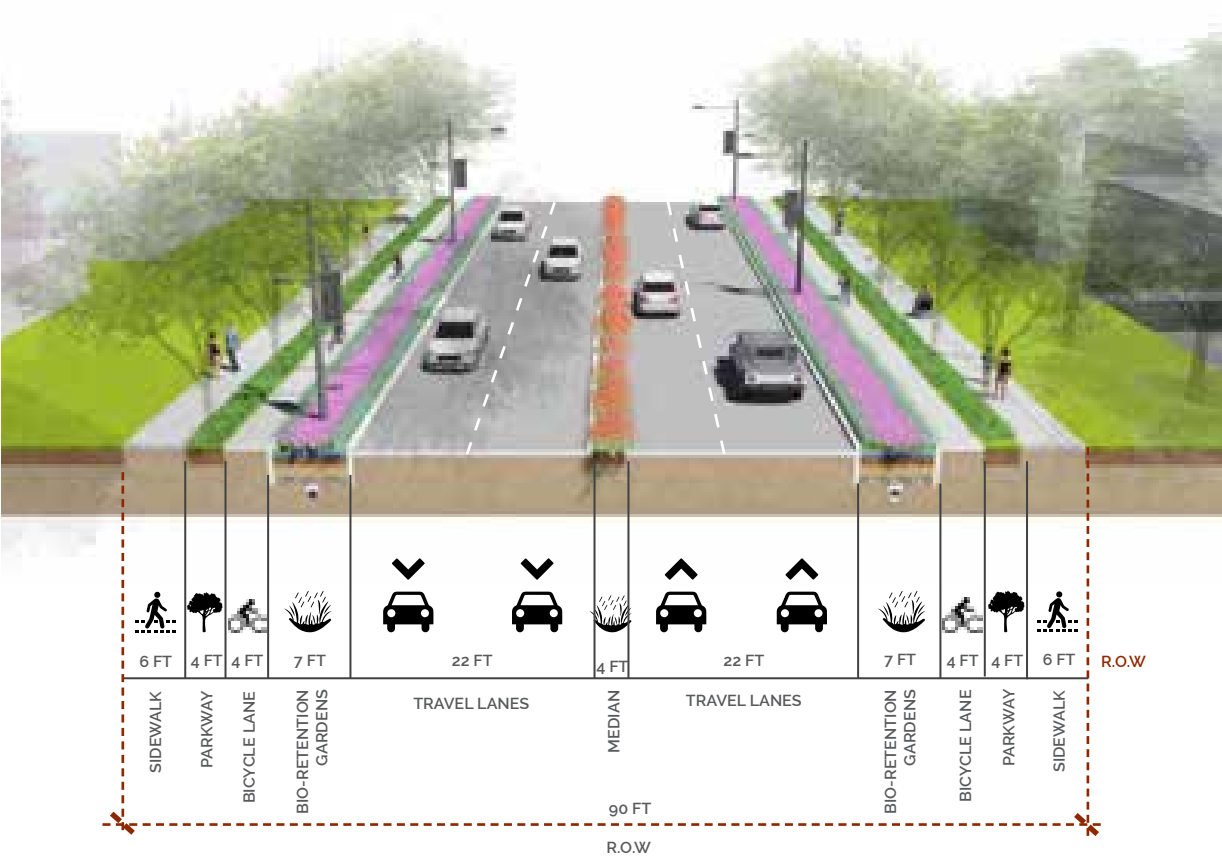 6 FT
4 FT
4 FT
7 FT
22 FT
4 FT
22 FT
7 FT
4 FT
4 FT
6 FT
R.O.W
SIDEWALK
PARKWAY
BICYCLE LANE
BIO-RETENTION
GARDENS
TRAVEL LANES
MEDIAN
TRAVEL LANES
BIO-RETENTION
GARDENS
BICYCLE LANE
PARKWAY
SIDEWALK
90 FT
R.O.W